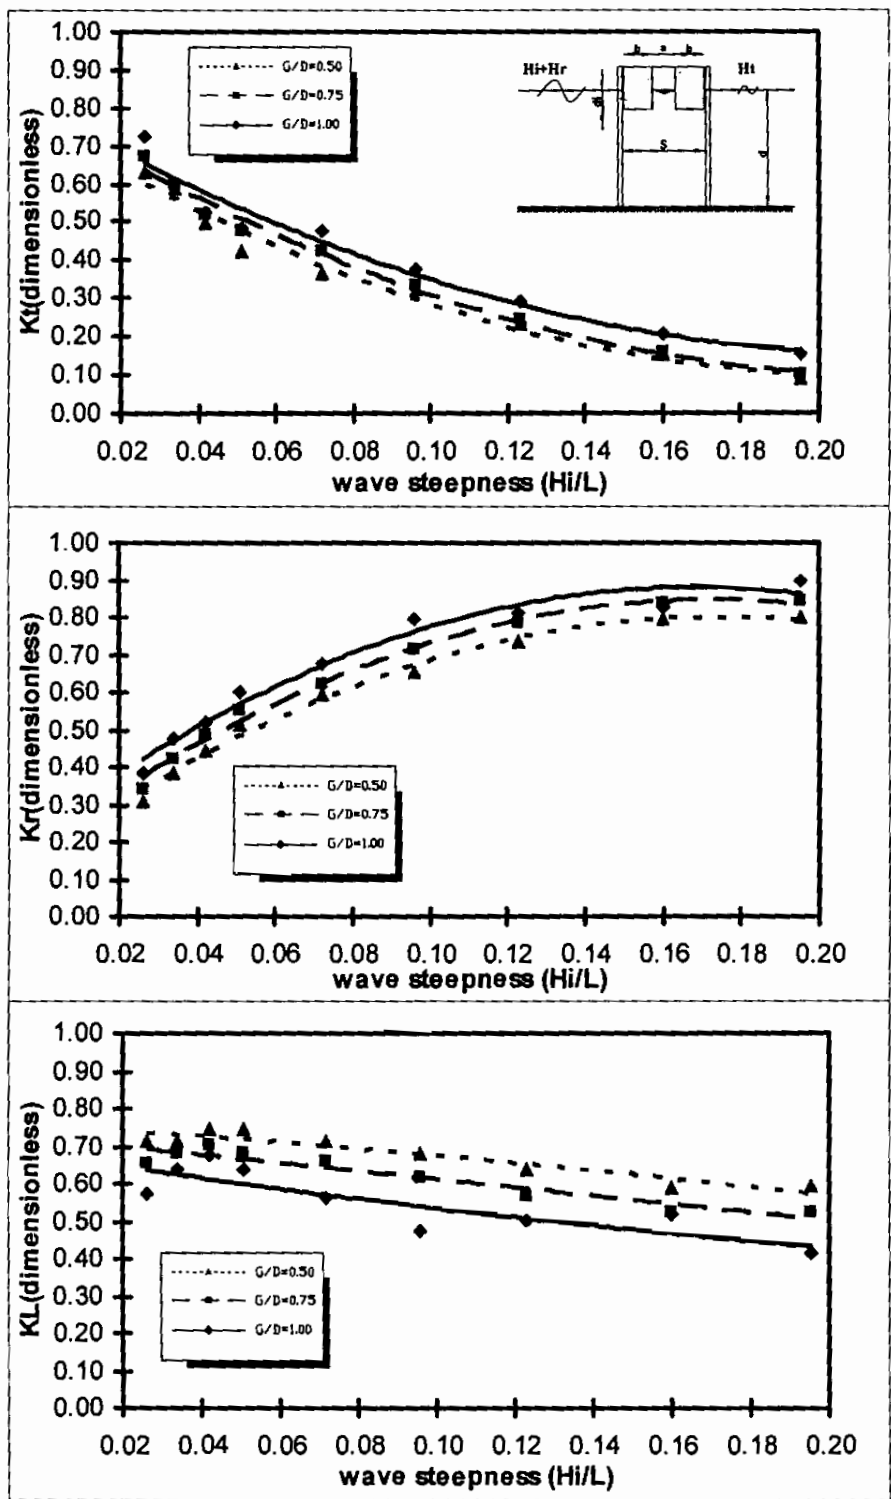 1.00
0.90
0.80
0.70
0.60
0.50
0.40
0.30
0.20
0.10
0.00
Kt(dimensionless)
G/D=0.50
G/D=0.75
G/D=1.00
Hi+Hr
Ht
b a b
S
d
0.02 0.04 0.06 0.08 0.10 0.12 0.14 0.16 0.18 0.20
wave steepness (Hi/L)
1.00
0.90
0.80
0.70
0.60
0.50
0.40
0.30
0.20
0.10
0.00
Kr(dimensionless)
G/D=0.50
G/D=0.75
G/D=1.00
0.02 0.04 0.06 0.08 0.10 0.12 0.14 0.16 0.18 0.20
wave steepness (Hi/L)
1.00
0.90
0.80
0.70
0.60
0.50
0.40
0.30
0.20
0.10
0.00
KL(dimensionless)
G/D=0.50
G/D=0.75
G/D=1.00
0.02 0.04 0.06 0.08 0.10 0.12 0.14 0.16 0.18 0.20
wave steepness (Hi/L)